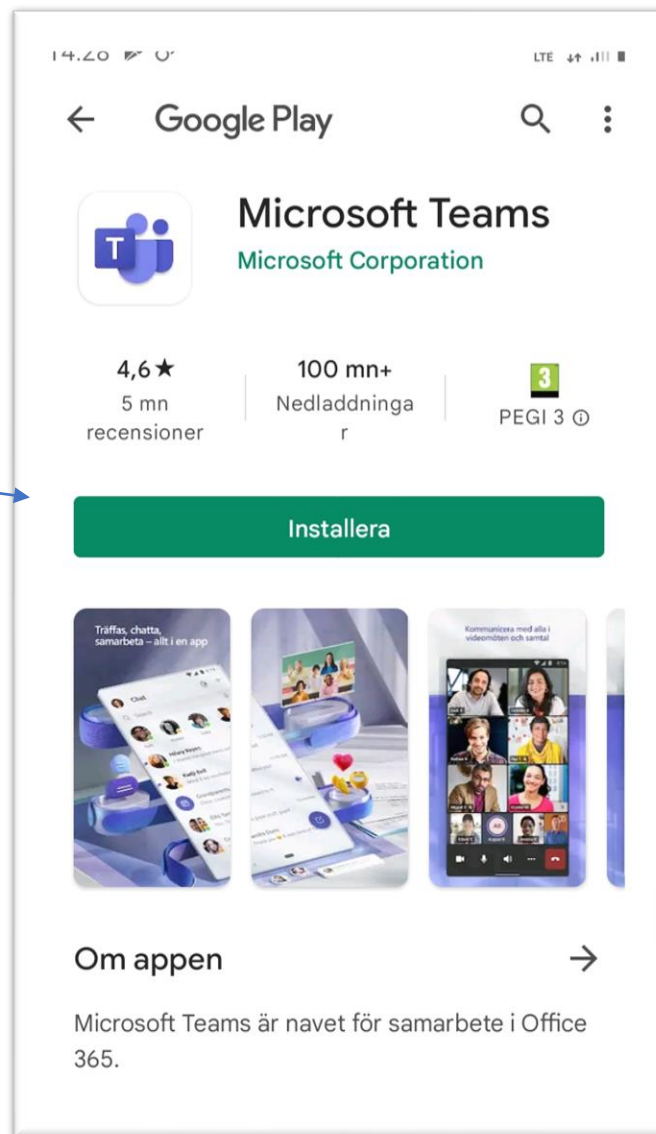 LTE
Google Play
Microsoft Teams
Microsoft Corporation
4,6★
5 mn
recensioner
100 mn+
Nedladdninga
r
3
PEGI 3
Installera
Träffas, chatta,
samarbeta – allt i en app
Chat
Search
Kommunicera med alla i
videomöten och samtal
Om appen
Microsoft Teams är navet för samarbete i Office
365.